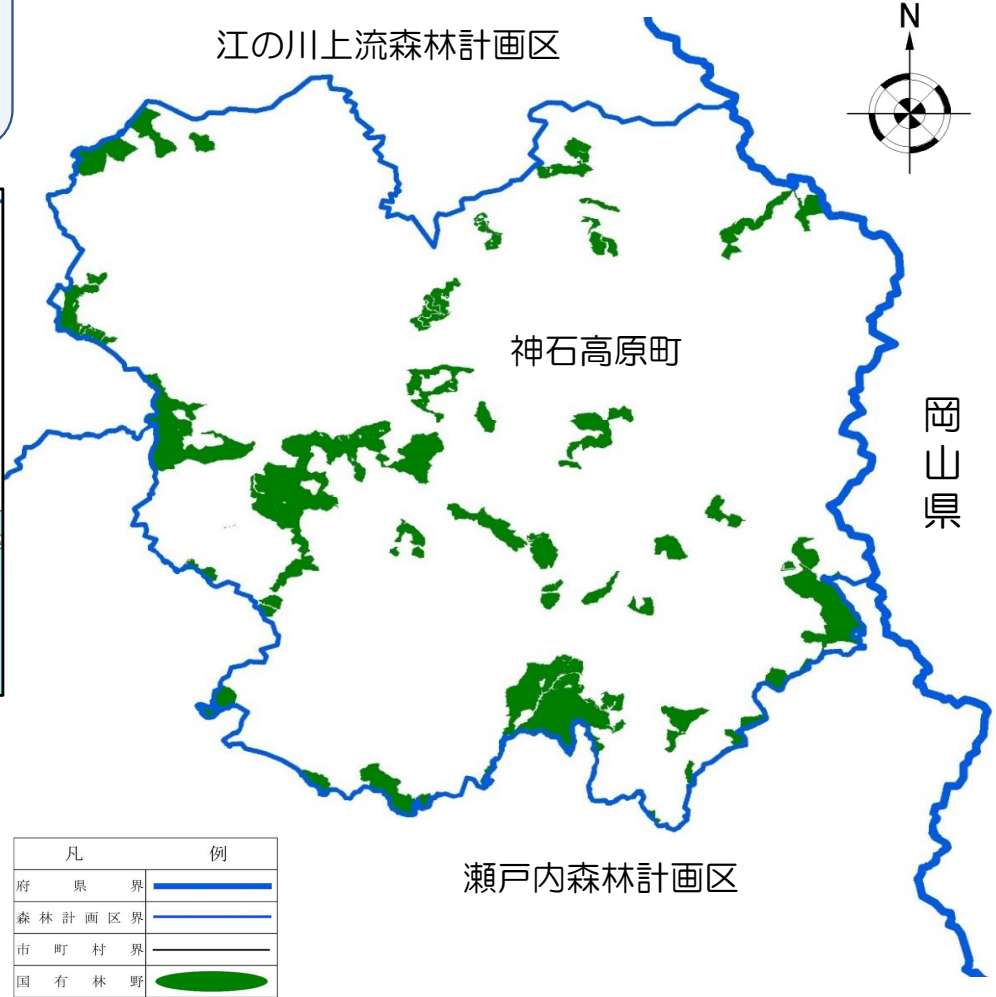 江の川上流森林計画区
N
神石高原町
岡山県
瀬戸内森林計画区
凡例
府県界
森林計画区界
市町村界
国有林野